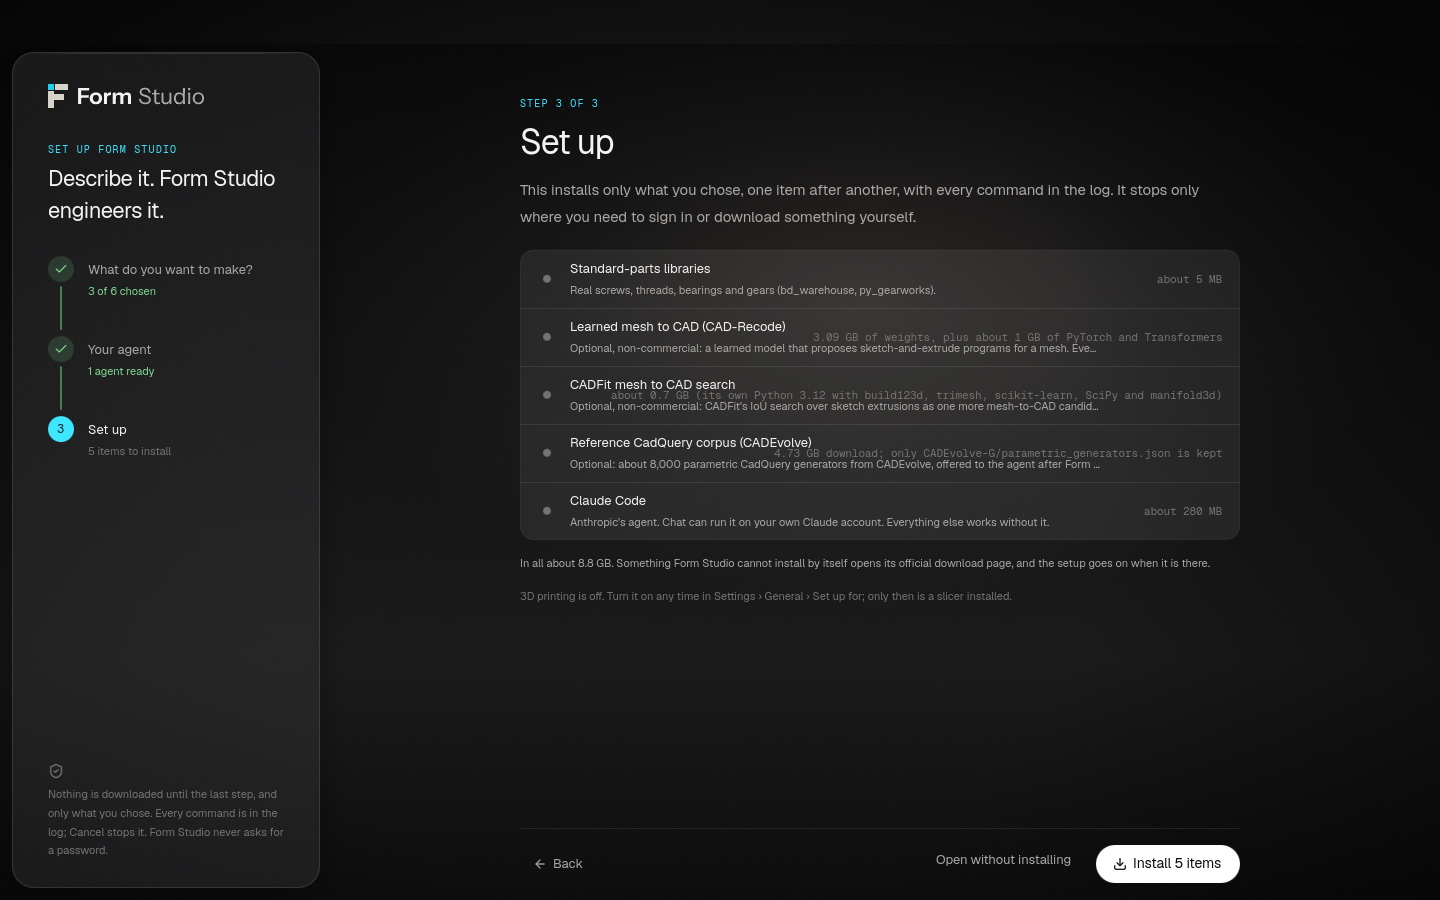 Form Studio
SET UP FORM STUDIO
Describe it. Form Studio
engineers it.
What do you want to make?
3 of 6 chosen
Your agent
1 agent ready
3
Set up
5 items to install
Nothing is downloaded until the last step, and
only what you chose. Every command is in the
log; Cancel stops it. Form Studio never asks for
a password.
STEP 3 OF 3
Set up
This installs only what you chose, one item after another, with every command in the log. It stops only
where you need to sign in or download something yourself.
Standard-parts libraries
about 5 MB
Real screws, threads, bearings and gears (bd_warehouse, py_gearworks).
Learned mesh to CAD (CAD-Recode)
3.09 GB of weights, plus about 1 GB of PyTorch and Transformers
Optional, non-commercial: a learned model that proposes sketch-and-extrude programs for a mesh. Eve…
CADFit mesh to CAD search
about 0.7 GB (its own Python 3.12 with build123d, trimesh, scikit-learn, SciPy and manifold3d)
Optional, non-commercial: CADFit's IoU search over sketch extrusions as one more mesh-to-CAD candid…
Reference CadQuery corpus (CADEvolve)
4.73 GB download; only CADEvolve-G/parametric_generators.json is kept
Optional: about 8,000 parametric CadQuery generators from CADEvolve, offered to the agent after Form …
Claude Code
about 280 MB
Anthropic's agent. Chat can run it on your own Claude account. Everything else works without it.
In all about 8.8 GB. Something Form Studio cannot install by itself opens its official download page, and the setup goes on when it is there.
3D printing is off. Turn it on any time in Settings › General › Set up for; only then is a slicer installed.
Back
Open without installing
Install 5 items